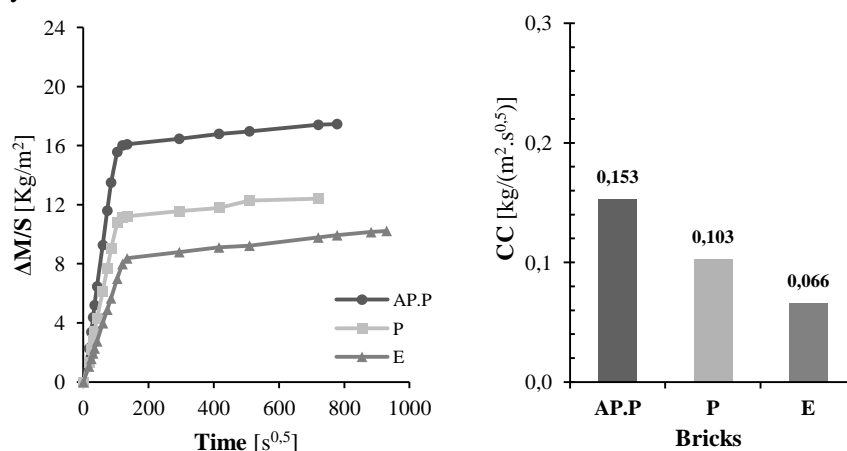 24
20
16
12
8
4
0
ΔM/S [Kg/m²]
0 200 400 600 800 1000
Time [s⁰,⁵]
AP.P
P
E
0,3
0,2
0,1
0,0
CC [kg/(m².s⁰,⁵)]
0,153
0,103
0,066
AP.P P E
Bricks